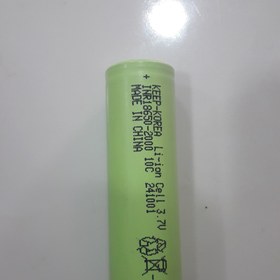 KEEP-KOREA Li-ion Cell 3.7V
+ INR18650-2000 10C 241001
MADE IN CHINA